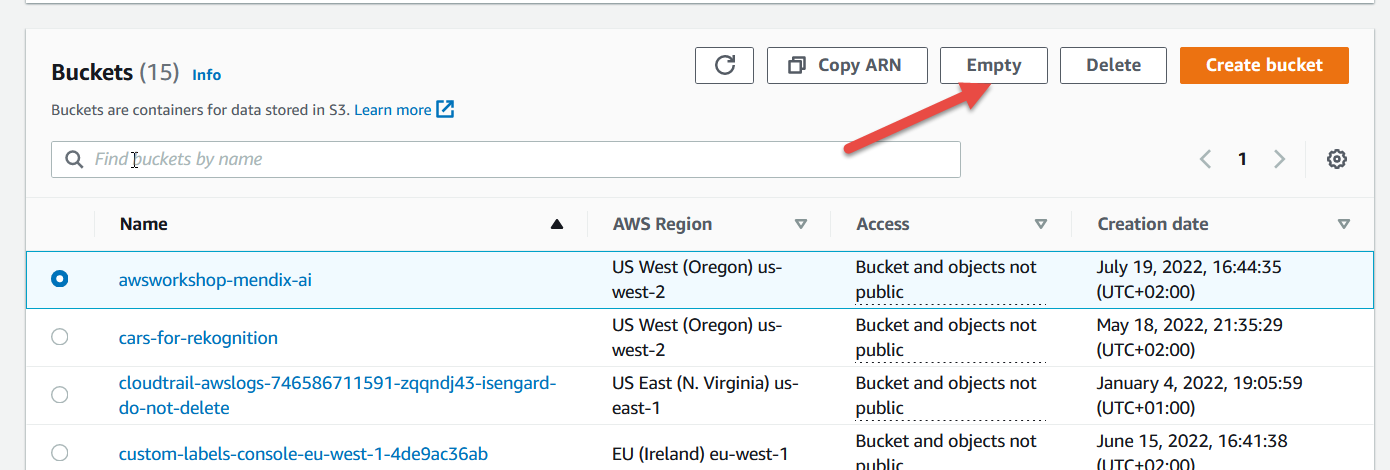 Buckets (15) Info
Copy ARN
Empty
Delete
Create bucket
Buckets are containers for data stored in S3. Learn more
Find buckets by name
1
Name
AWS Region
Access
Creation date
awsworkshop-mendix-ai
US West (Oregon) us-
west-2
Bucket and objects not
public
July 19, 2022, 16:44:35
(UTC+02:00)
cars-for-rekognition
US West (Oregon) us-
west-2
Bucket and objects not
public
May 18, 2022, 21:35:29
(UTC+02:00)
cloudtrail-awslogs-746586711591-zqqndj43-isengard-
do-not-delete
US East (N. Virginia) us-
east-1
Bucket and objects not
public
January 4, 2022, 19:05:59
(UTC+01:00)
custom-labels-console-eu-west-1-4de9ac36ab
EU (Ireland) eu-west-1
Bucket and objects not
public
June 15, 2022, 16:41:38
(UTC+02:00)